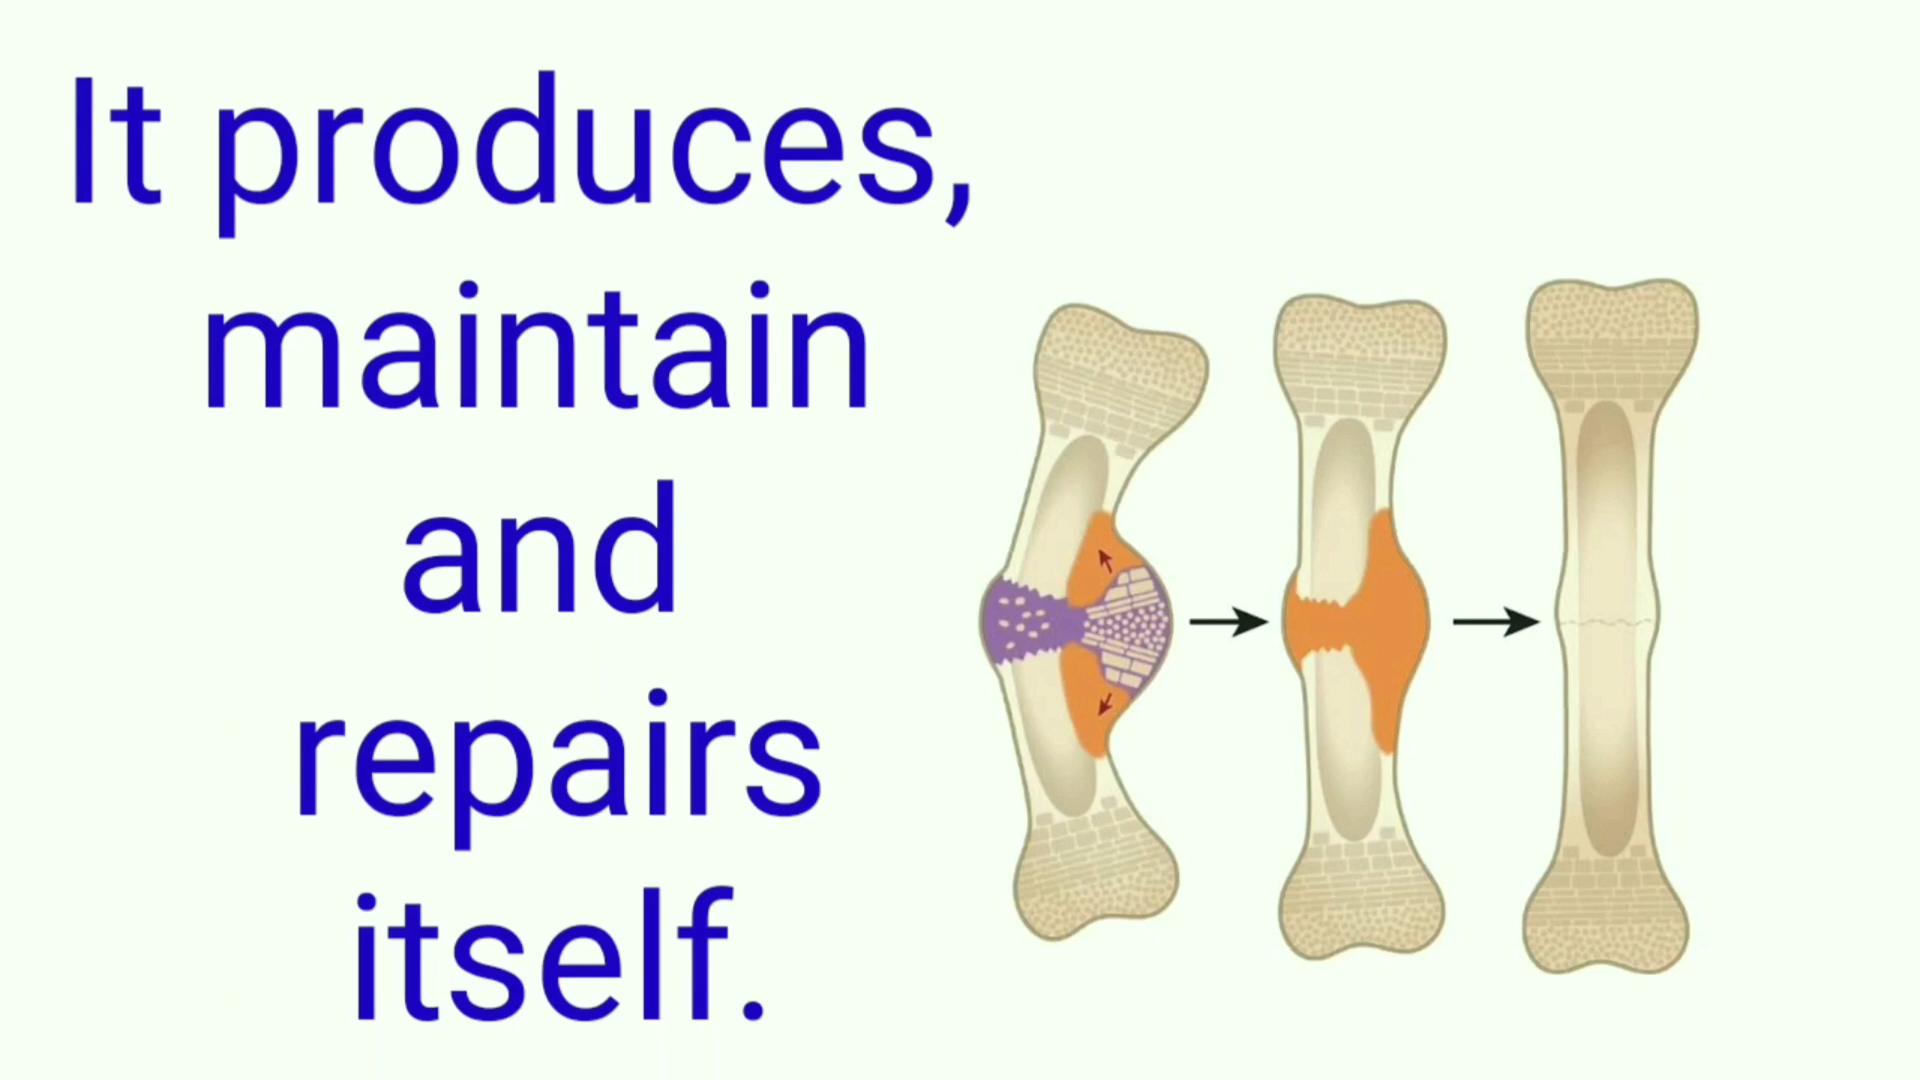 It produces,
maintain
and
repairs
itself.